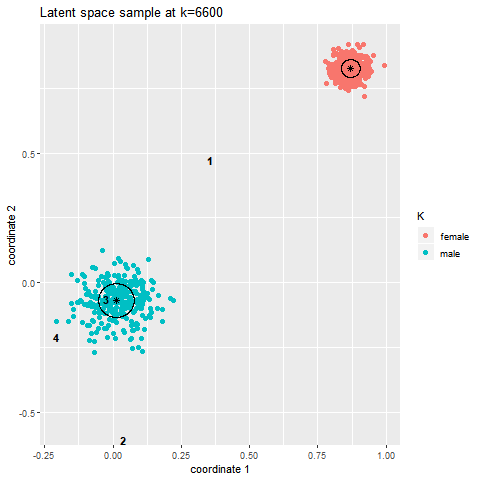 Latent space sample at k=6600
coordinate 2
0.5
0.0
-0.5
1
3
4
2
-0.25
0.00
0.25
0.50
0.75
1.00
coordinate 1
K
female
male